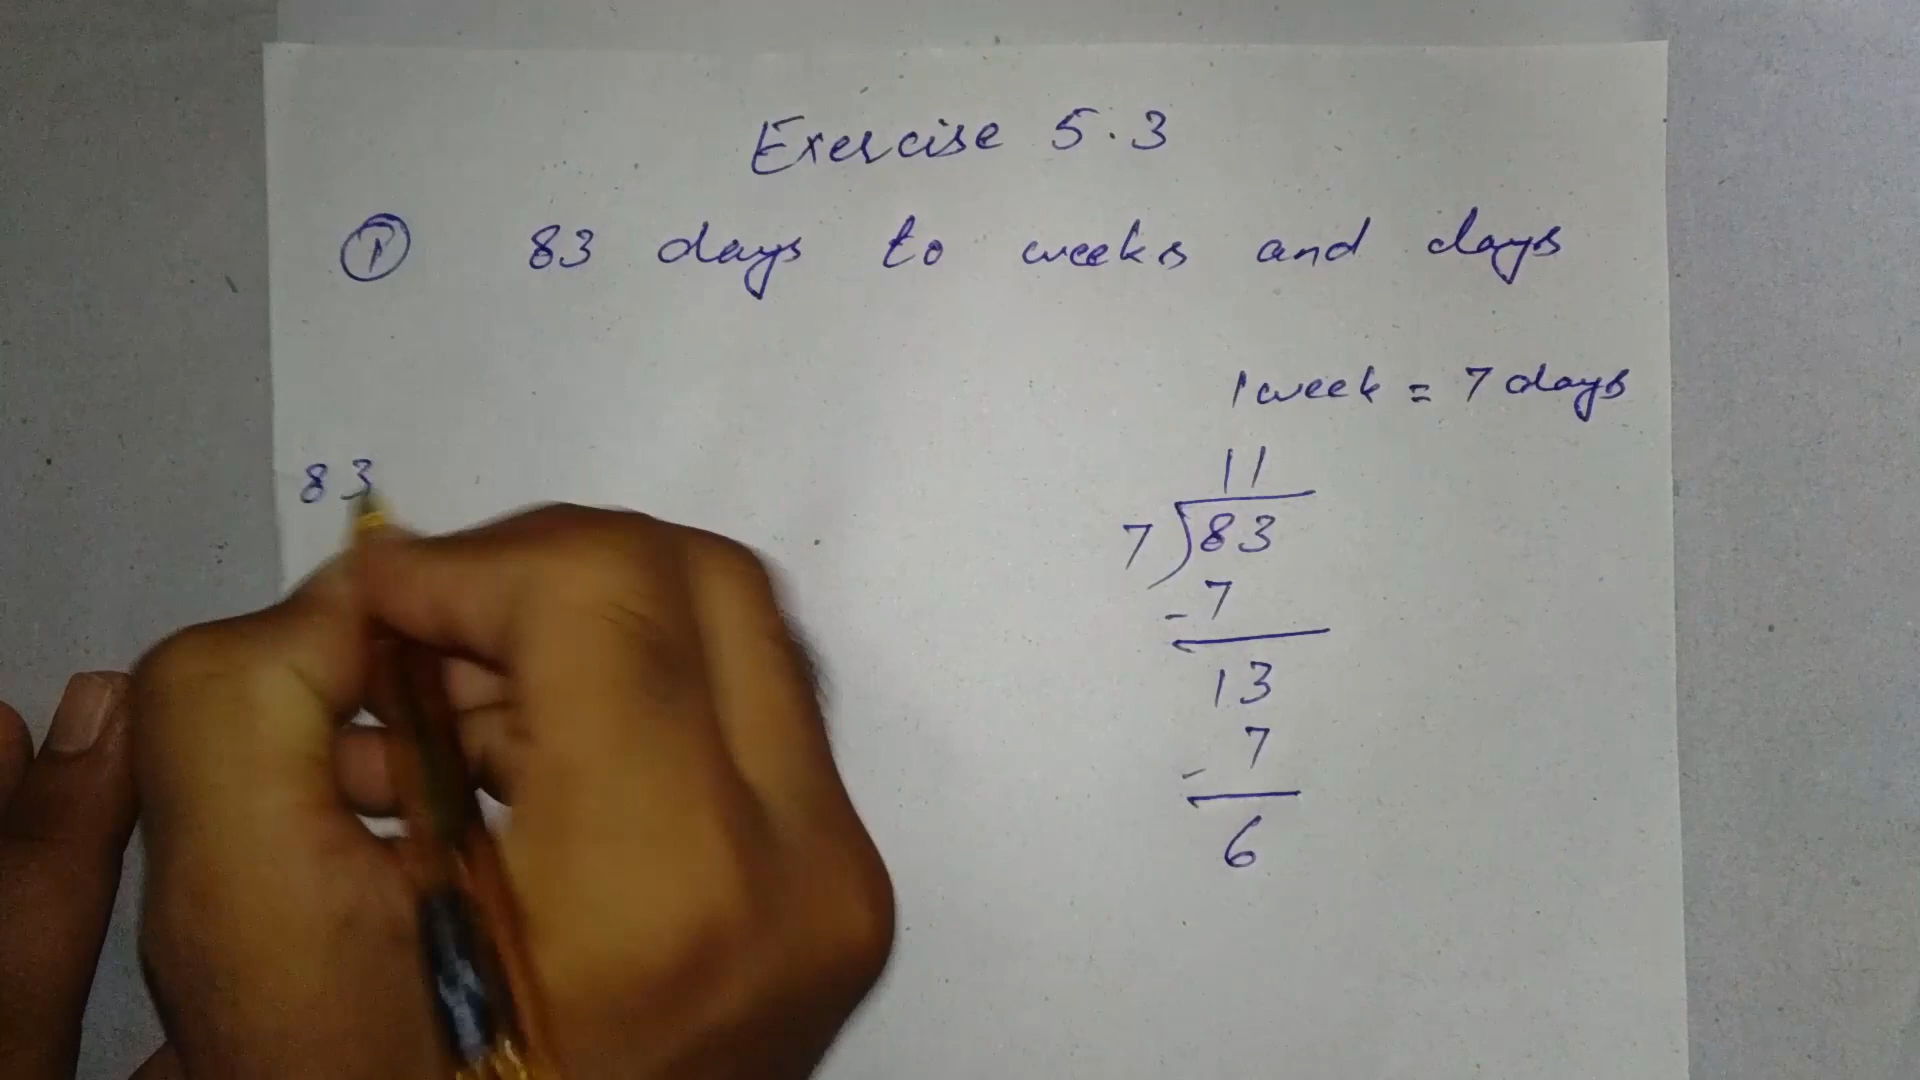 Exercise 5.3
① 83 days to weeks and days
1 week = 7 days
83
11
7 83
- 7
13
- 7
6